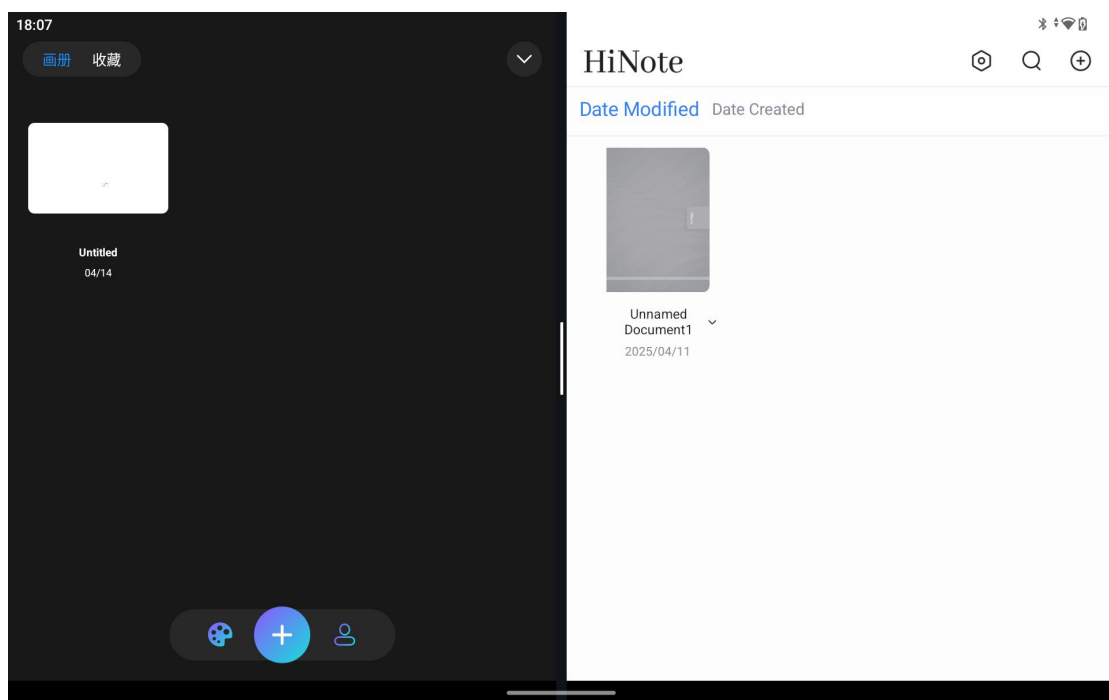 18:07
画册 收藏
Untitled
04/14
HiNote
Date Modified Date Created
Unnamed
Document1
2025/04/11